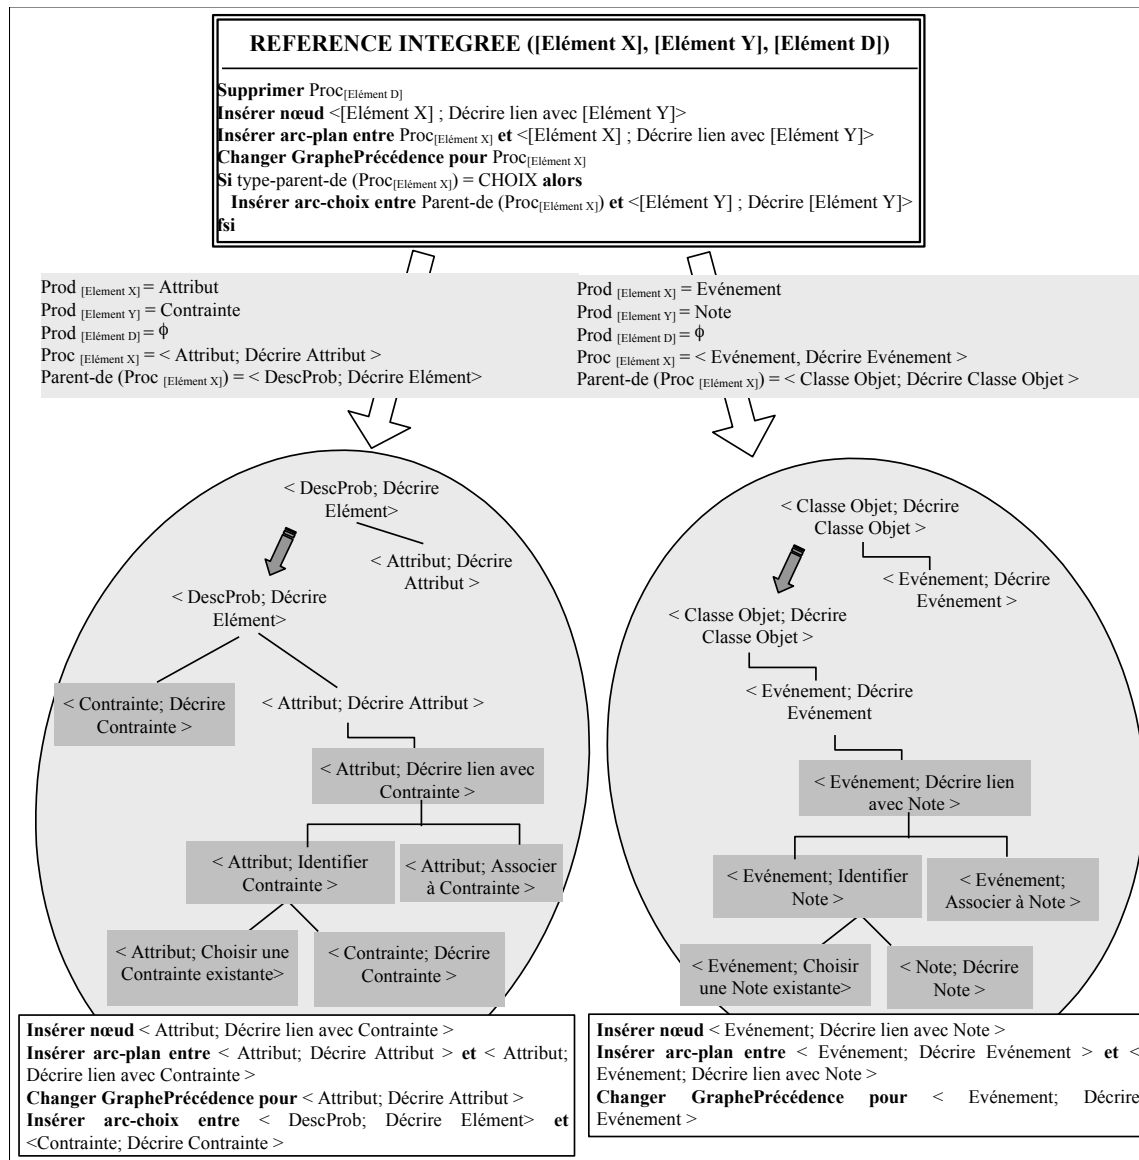 REFERENCE INTEGREE ([Elément X], [Elément Y], [Elément D])
Supprimer Proc[Elément D]
Insérer nœud <[Elément X] ; Décrire lien avec [Elément Y]>
Insérer arc-plan entre Proc[Elément X] et <[Elément X] ; Décrire lien avec [Elément Y]>
Changer GraphePrécédence pour Proc[Elément X]
Si type-parent-de (Proc[Elément X]) = CHOIX alors
Insérer arc-choix entre Parent-de (Proc[Elément X]) et <[Elément Y] ; Décrire [Elément Y]>
fsi
Prod [Element X] = Attribut
Prod [Element Y] = Contrainte
Prod [Elément D] = ϕ
Proc [Elément X] = < Attribut; Décrire Attribut >
Parent-de (Proc [Elément X]) = < DescProb; Décrire Elément>
Prod [Element X] = Evénement
Prod [Element Y] = Note
Prod [Elément D] = ϕ
Proc [Elément X] = < Evénement, Décrire Evénement >
Parent-de (Proc [Elément X]) = < Classe Objet; Décrire Classe Objet >
< DescProb; Décrire
Elément>
< Attribut; Décrire
Attribut >
< DescProb; Décrire
Elément>
< Contrainte; Décrire
Contrainte >
< Attribut; Décrire Attribut >
< Attribut; Décrire lien avec
Contrainte >
< Attribut; Identifier
Contrainte >
< Attribut; Associer
à Contrainte >
< Attribut; Choisir une
Contrainte existante>
< Contrainte; Décrire
Contrainte >
< Classe Objet; Décrire
Classe Objet >
< Evénement; Décrire
Evénement >
< Classe Objet; Décrire
Classe Objet >
< Evénement; Décrire
Evénement
< Evénement; Décrire lien
avec Note >
< Evénement; Identifier
Note >
< Evénement;
Associer à Note >
< Evénement; Choisir
une Note existante>
< Note; Décrire
Note >
Insérer nœud < Attribut; Décrire lien avec Contrainte >
Insérer arc-plan entre < Attribut; Décrire Attribut > et < Attribut;
Décrire lien avec Contrainte >
Changer GraphePrécédence pour < Attribut; Décrire Attribut >
Insérer arc-choix entre < DescProb; Décrire Elément> et
<Contrainte; Décrire Contrainte >
Insérer nœud < Evénement; Décrire lien avec Note >
Insérer arc-plan entre < Evénement; Décrire Evénement > et <
Evénement; Décrire lien avec Note >
Changer GraphePrécédence pour < Evénement; Décrire
Evénement >